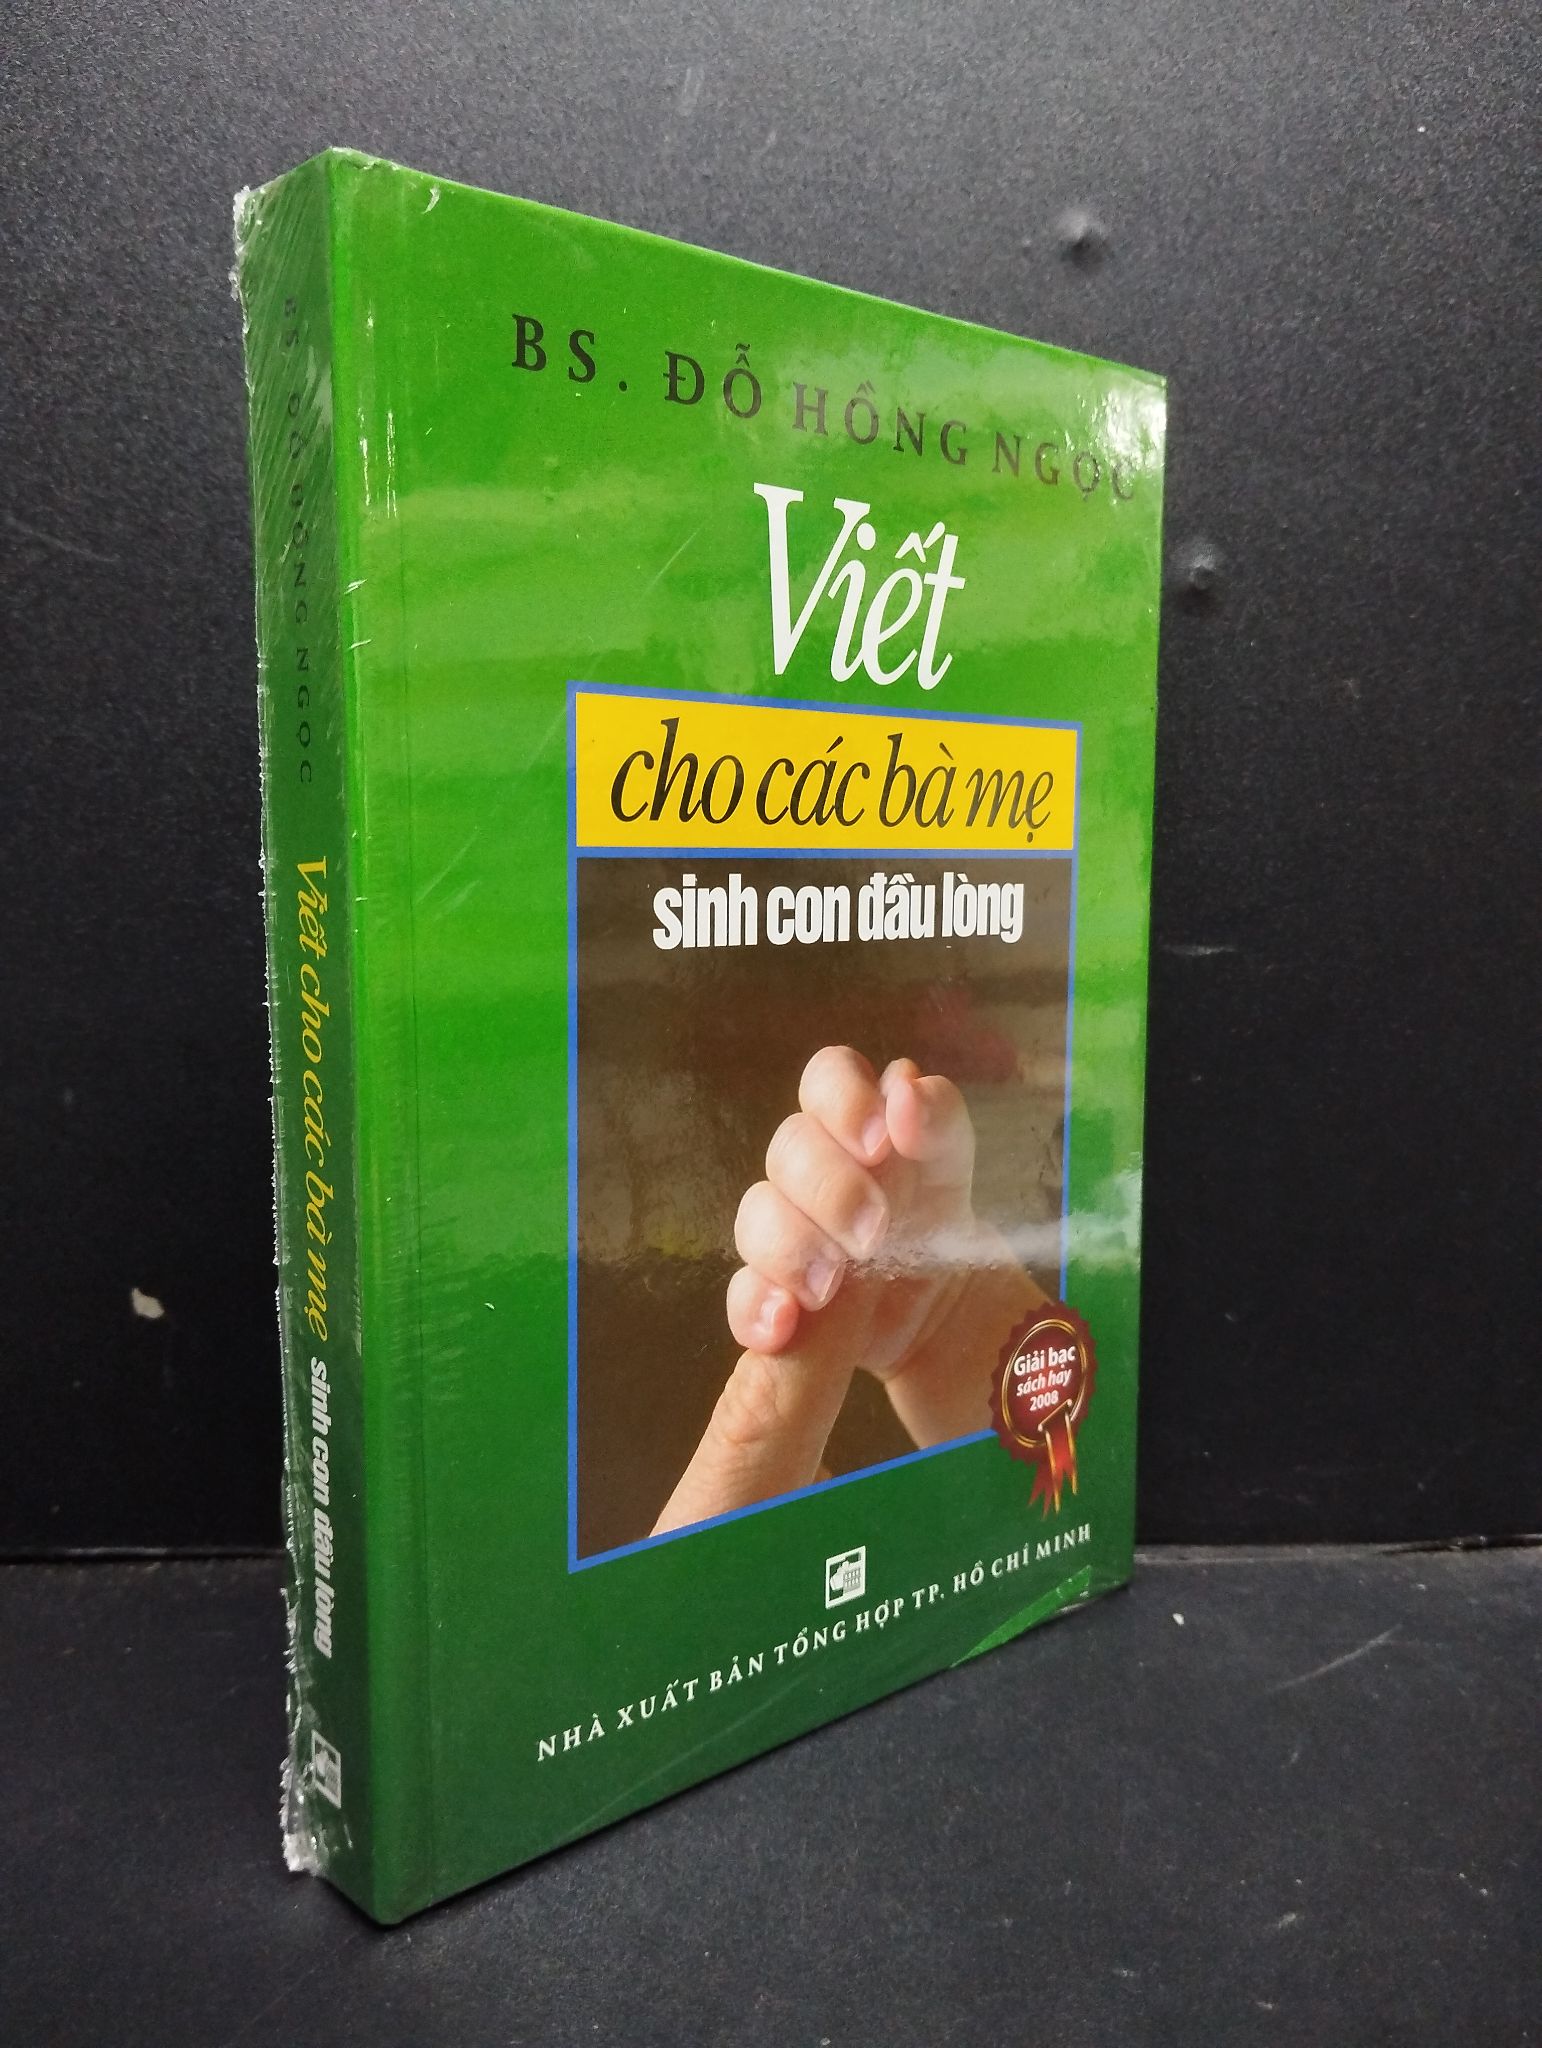 BS. ĐỖ HỒNG NGỌC
Viết
cho các bà mẹ
sinh con đầu lòng
Giải bạc
sách hay
2008
NHÀ XUẤT BẢN TỔNG HỢP TP. HỒ CHÍ MINH
BS. ĐỖ HỒNG NGỌC Viết cho các bà mẹ sinh con đầu lòng